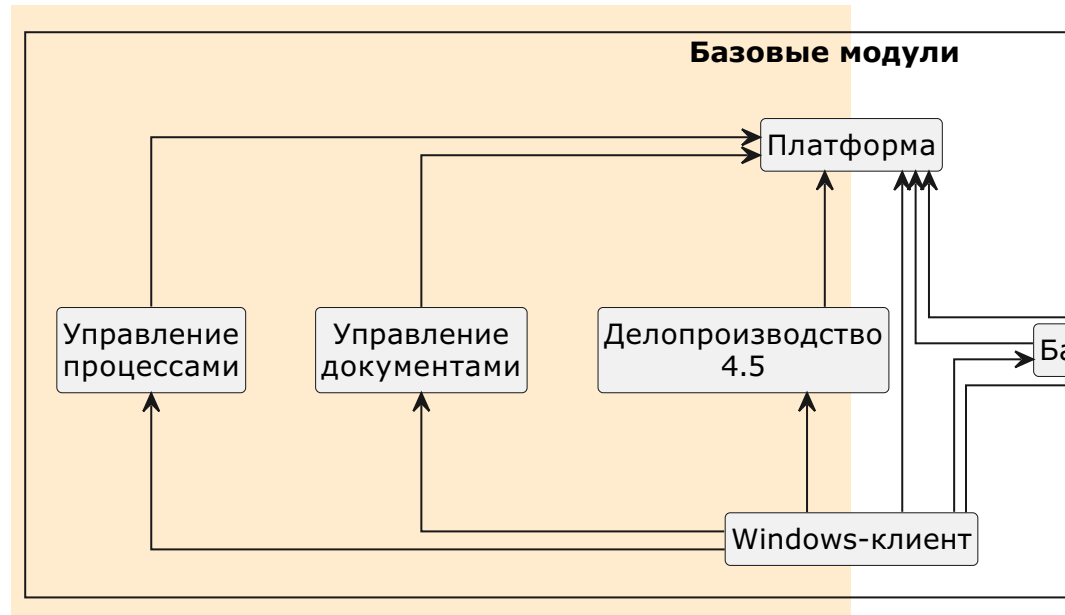 Базовые модули
Платформа
Управление
процессами
Управление
документами
Делопроизводство
4.5
Windows-клиент